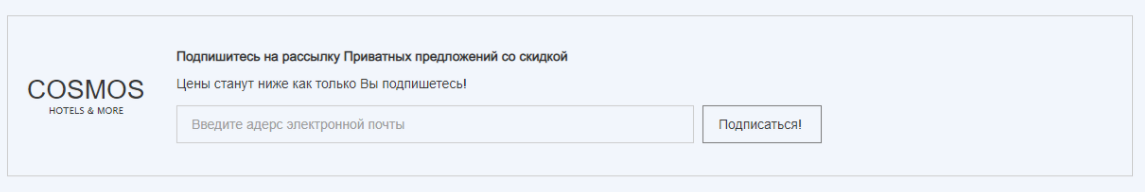 COSMOS
HOTELS & MORE
Подпишитесь на рассылку Приватных предложений со скидкой
Цены станут ниже как только Вы подпишетесь!
Введите адерс электронной почты
Подписаться!